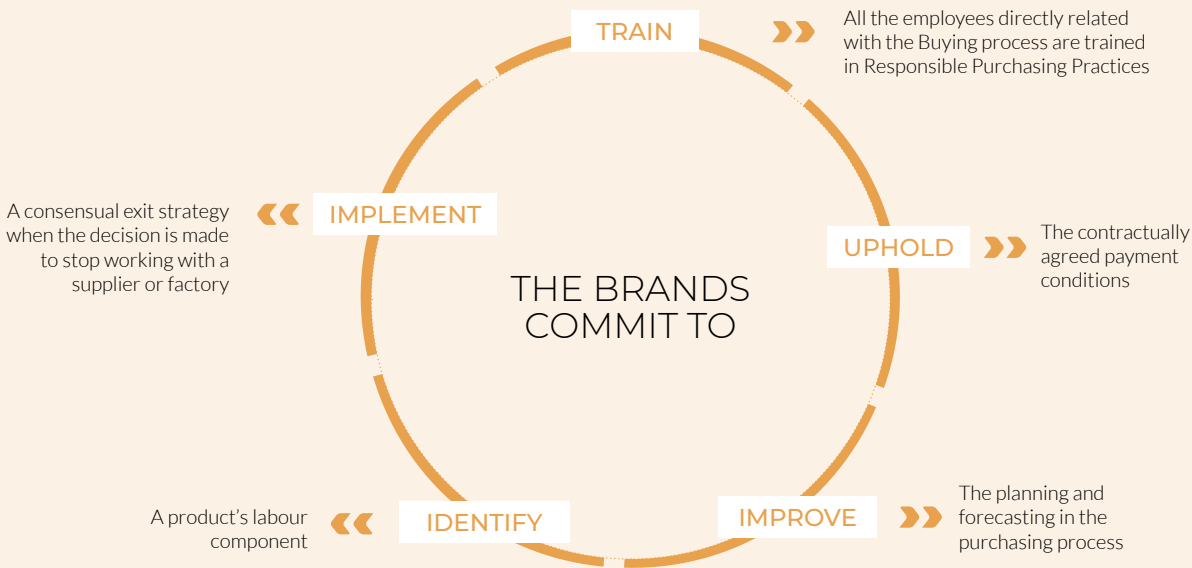 THE BRANDS
COMMIT TO
TRAIN
All the employees directly related
with the Buying process are trained
in Responsible Purchasing Practices
UPHOLD
The contractually
agreed payment
conditions
IMPROVE
The planning and
forecasting in the
purchasing process
IDENTIFY
A product’s labour
component
IMPLEMENT
A consensual exit strategy
when the decision is made
to stop working with a
supplier or factory